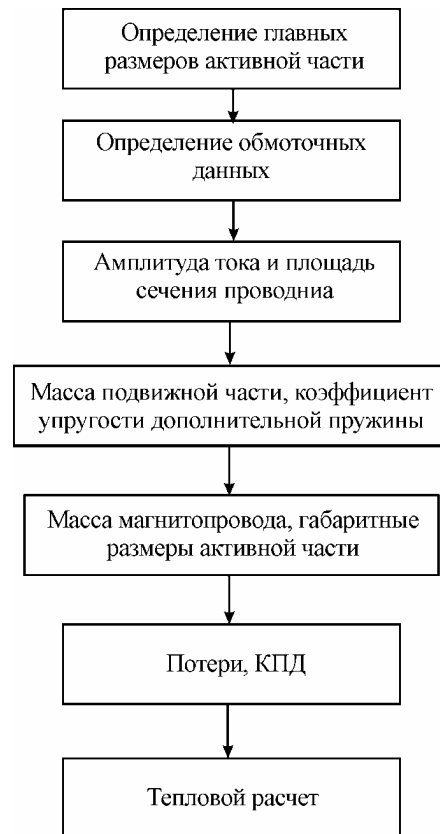 Определение главных
размеров активной части
Определение обмоточных
данных
Амплитуда тока и площадь
сечения проводниа
Масса подвижной части, коэффициент
упругости дополнительной пружины
Масса магнитопровода, габаритные
размеры активной части
Потери, КПД
Тепловой расчет